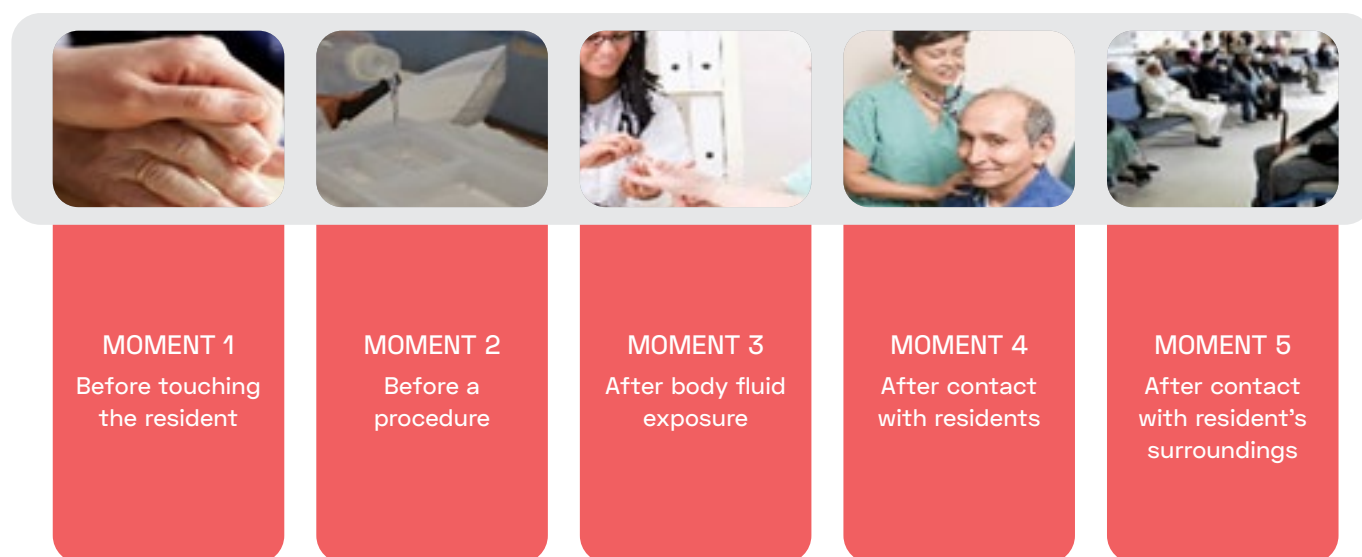 MOMENT 1
Before touching
the resident
MOMENT 2
Before a
procedure
MOMENT 3
After body fluid
exposure
MOMENT 4
After contact
with residents
MOMENT 5
After contact
with resident’s
surroundings